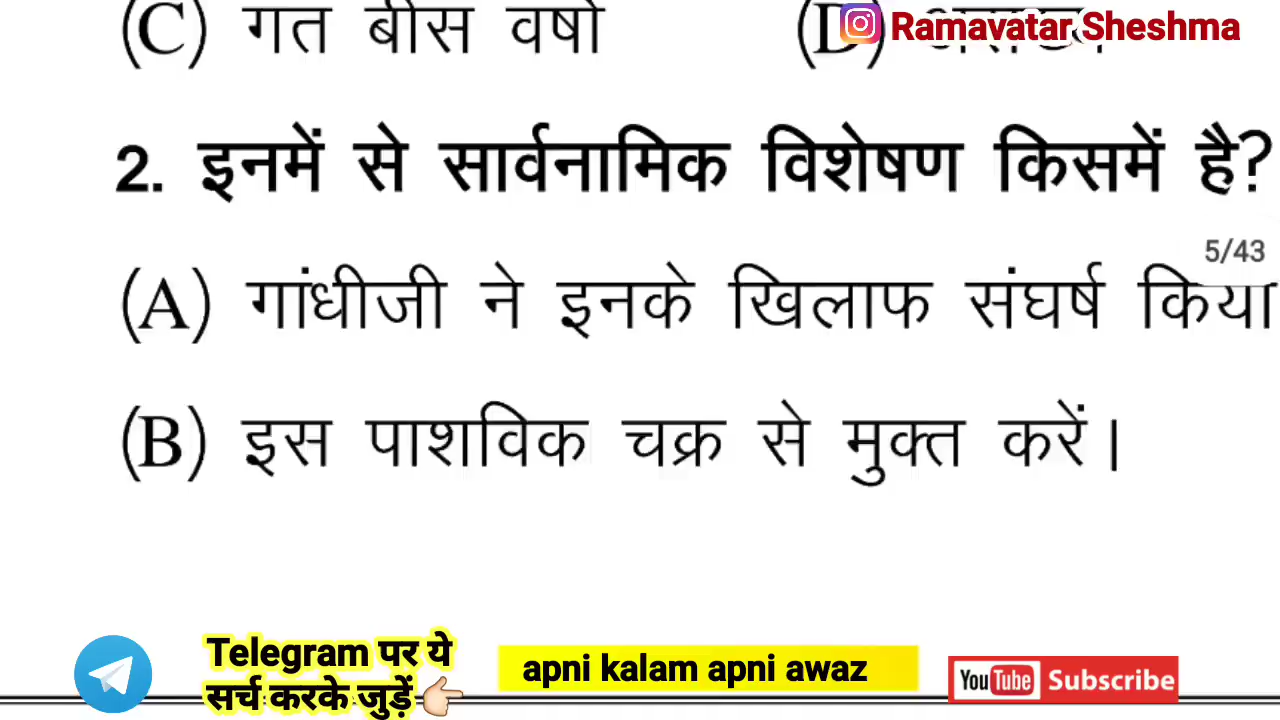 (C) गत बीस वर्षों (D)
Ramavatar Sheshma
2. इनमें से सार्वनामिक विशेषण किसमें है?
5/43
(A) गांधीजी ने इनके खिलाफ संघर्ष किया
(B) इस पाशविक चक्र से मुक्त करें।
Telegram पर ये
सर्च करके जुड़ें
apni kalam apni awaz
YouTube Subscribe